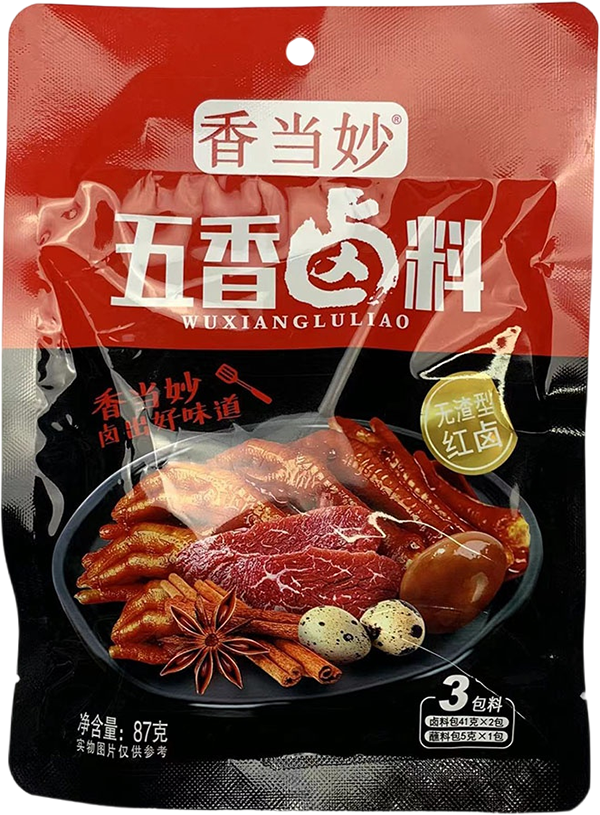 香当妙®
五香卤料
WUXIANGLULIAO
香当妙
卤出好味道
无渣型
红卤
3包料
卤料包41克×2包
蘸料包5克×1包
净含量：87克
实物图片仅供参考